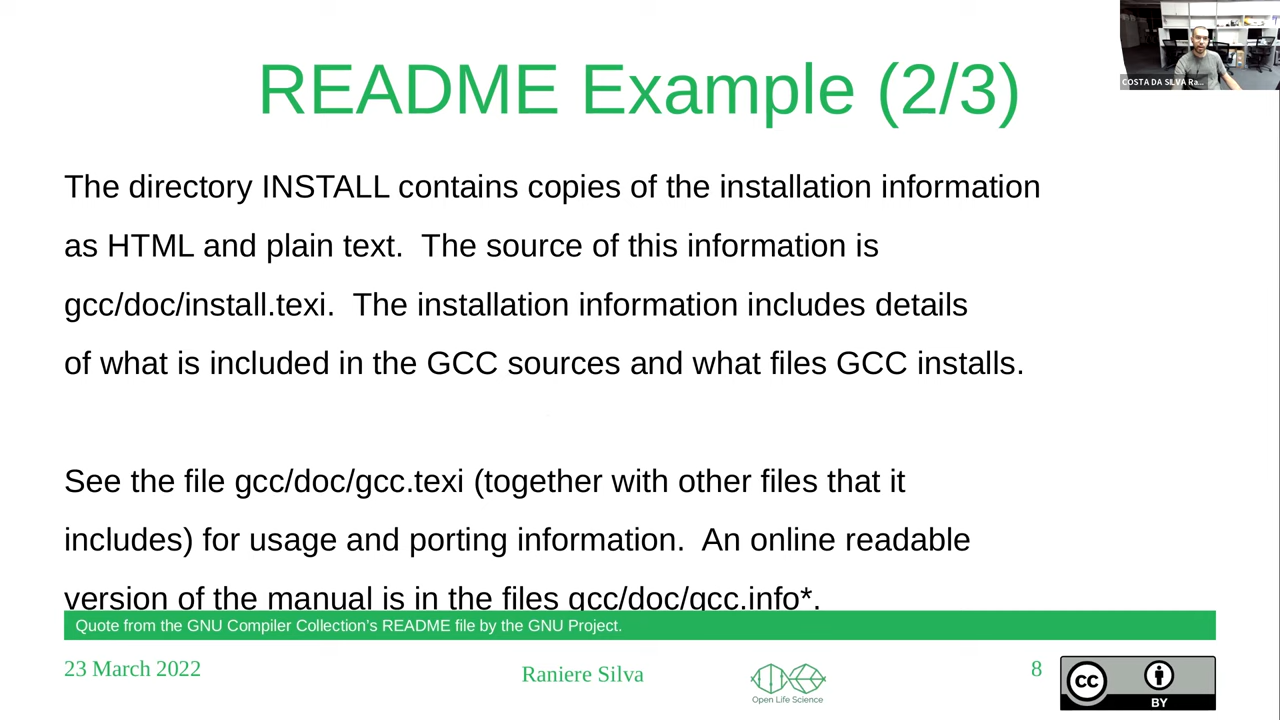 COSTA DA SILVA Ra...
README Example (2/3)
The directory INSTALL contains copies of the installation information
as HTML and plain text.  The source of this information is
gcc/doc/install.texi.  The installation information includes details
of what is included in the GCC sources and what files GCC installs.
See the file gcc/doc/gcc.texi (together with other files that it
includes) for usage and porting information.  An online readable
version of the manual is in the files gcc/doc/gcc.info*.
Quote from the GNU Compiler Collection's README file by the GNU Project.
23 March 2022
Raniere Silva
Open Life Science
8
cc
BY